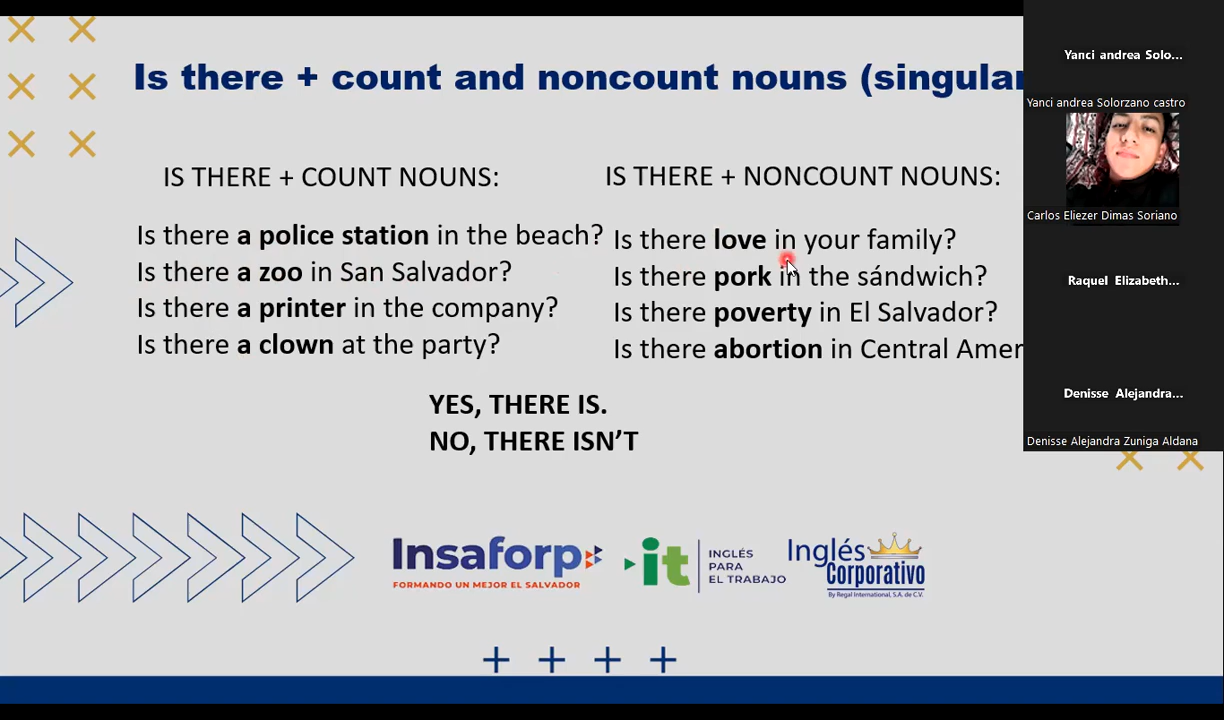 Is there + count and noncount nouns (singular
IS THERE + COUNT NOUNS:
Is there a police station in the beach?
Is there a zoo in San Salvador?
Is there a printer in the company?
Is there a clown at the party?
IS THERE + NONCOUNT NOUNS:
Is there love in your family?
Is there pork in the sándwich?
Is there poverty in El Salvador?
Is there abortion in Central Amer
YES, THERE IS.
NO, THERE ISN’T
Insaforp
FORMANDO UN MEJOR EL SALVADOR
it
INGLÉS
PARA
EL TRABAJO
Inglés
Corporativo
By Regal International, S.A. de C.V.
Yanci andrea Solo...
Yanci andrea Solorzano castro
Carlos Eliezer Dimas Soriano
Raquel Elizabeth...
Denisse Alejandra...
Denisse Alejandra Zuniga Aldana